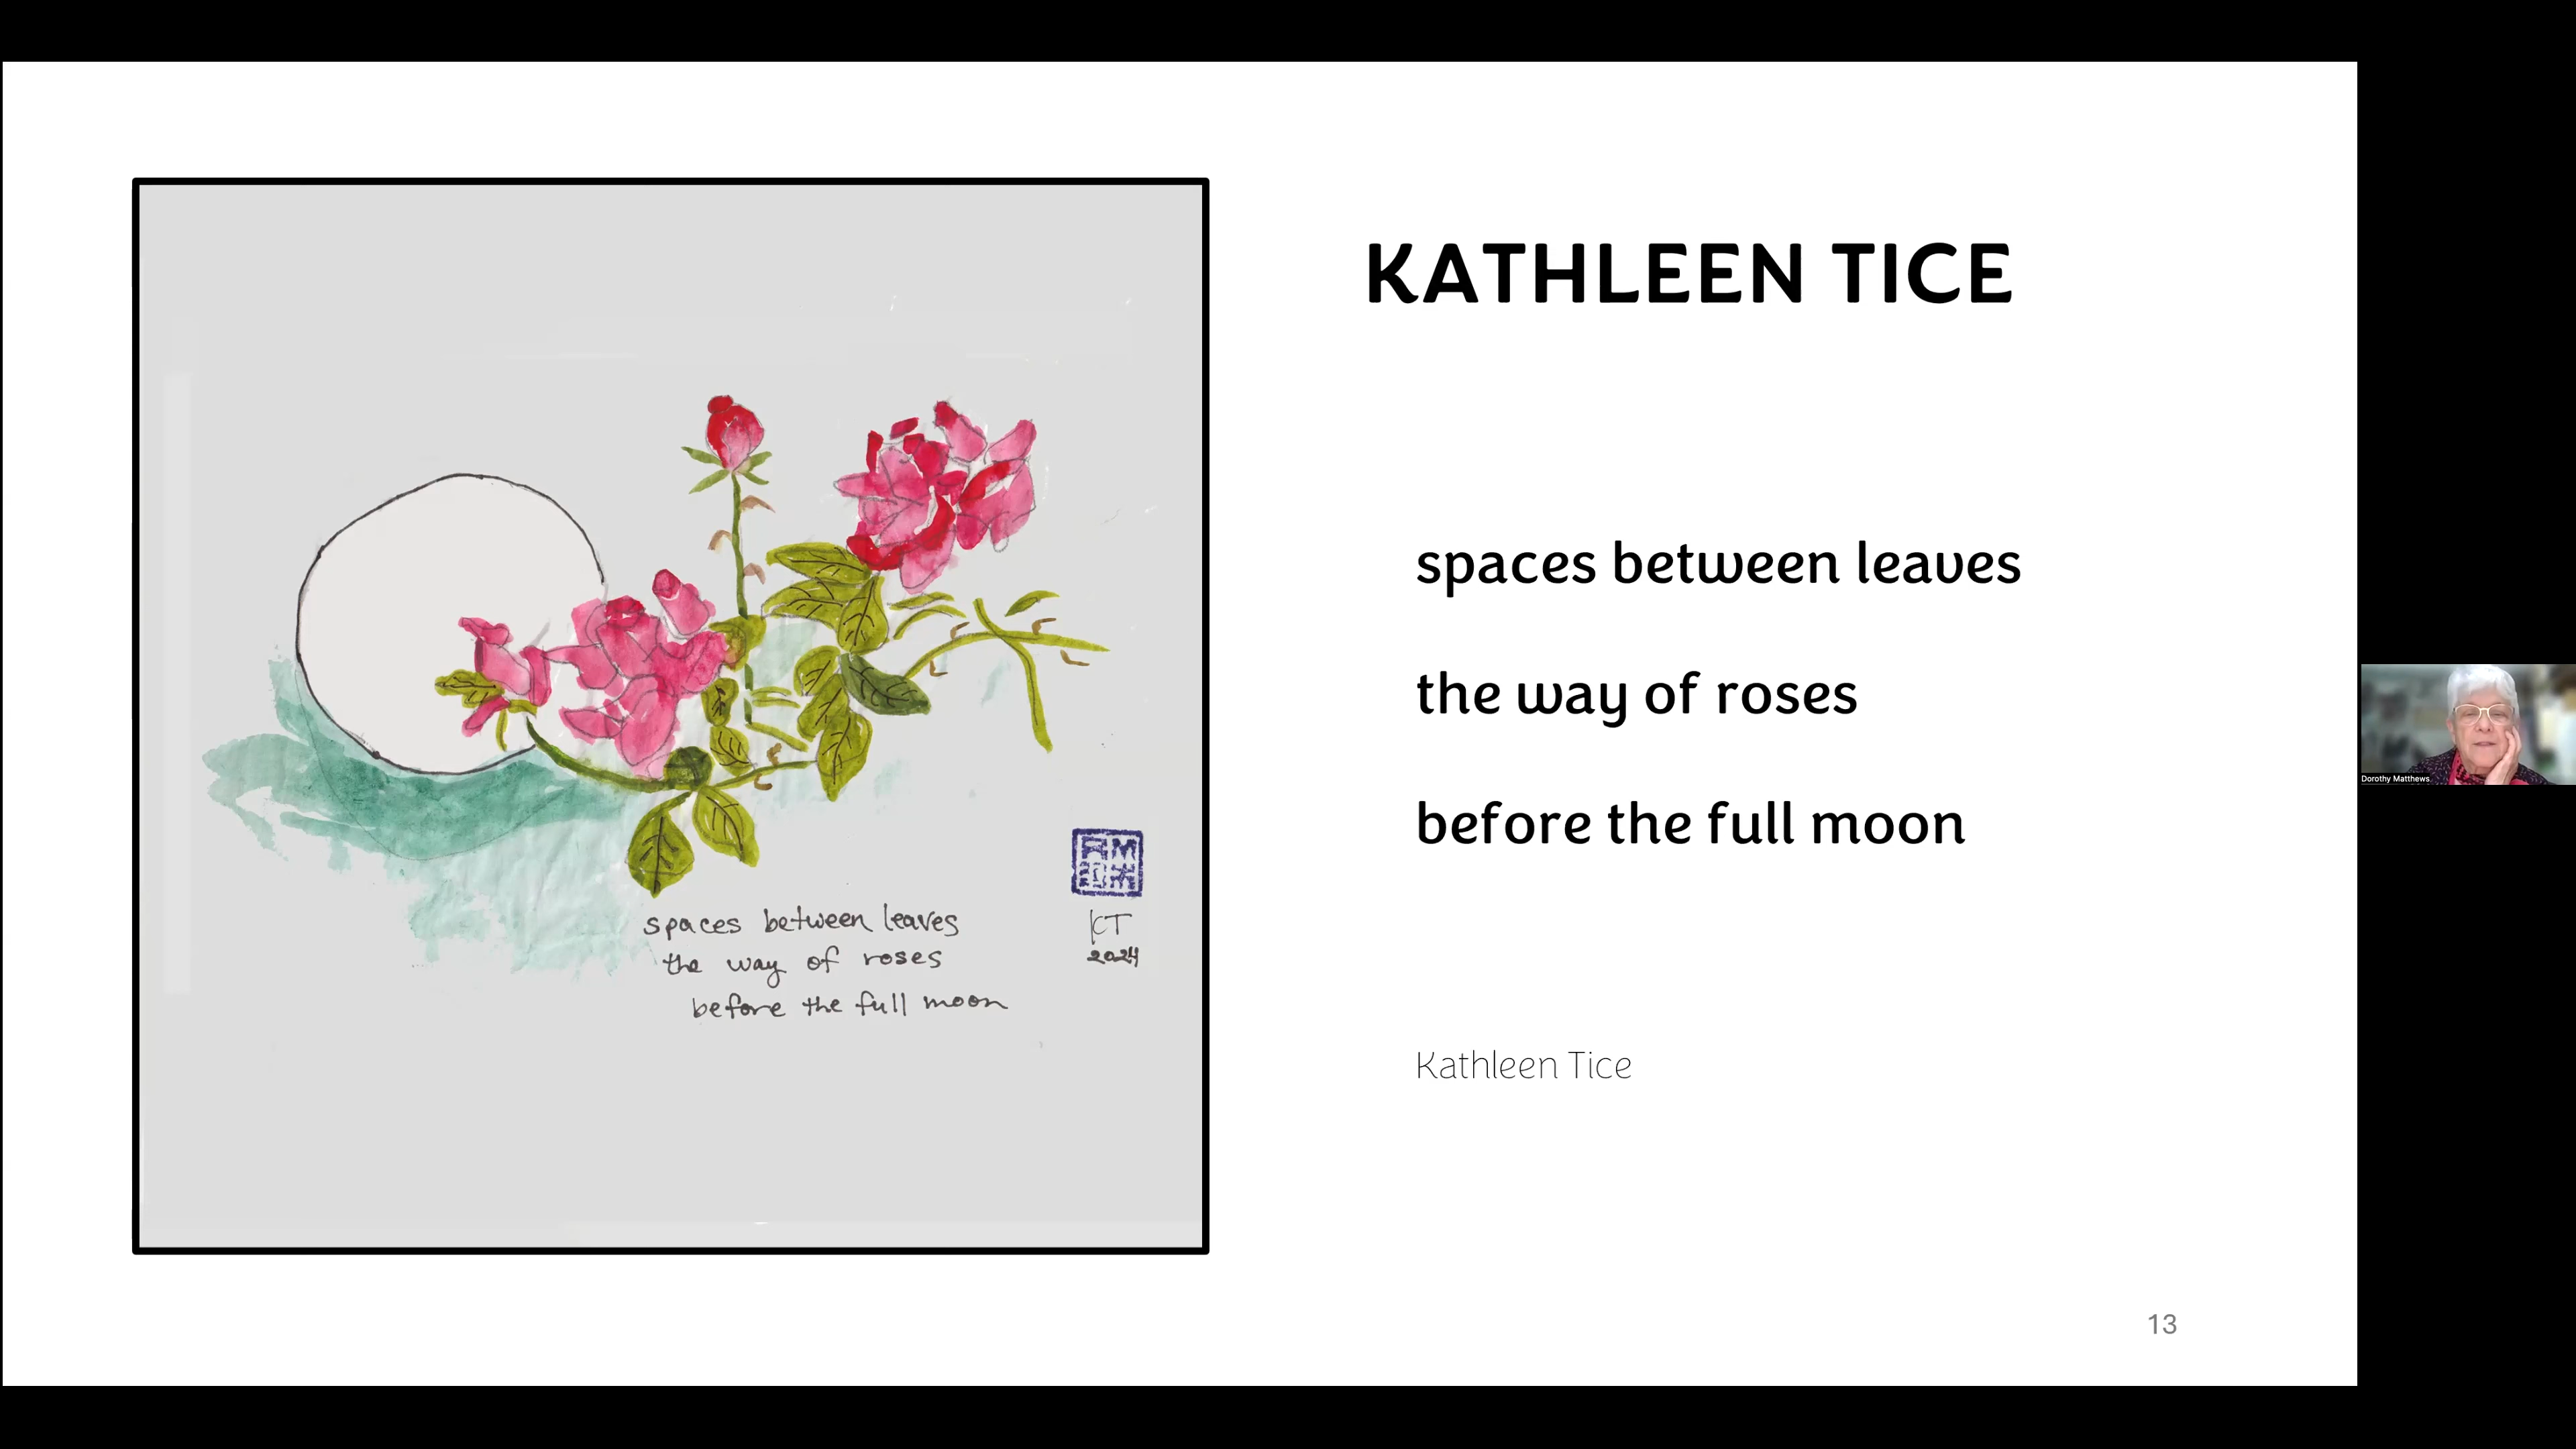 KATHLEEN TICE
spaces between leaves
the way of roses
before the full moon
Kathleen Tice
spaces between leaves
the way of roses
before the full moon
KT
2024
13
Dorothy Matthews